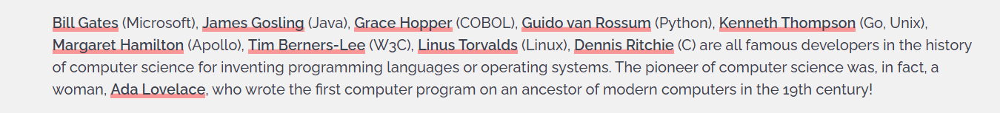 Bill Gates (Microsoft), James Gosling (Java), Grace Hopper (COBOL), Guido van Rossum (Python), Kenneth Thompson (Go, Unix),
Margaret Hamilton (Apollo), Tim Berners-Lee (W3C), Linus Torvalds (Linux), Dennis Ritchie (C) are all famous developers in the history
of computer science for inventing programming languages or operating systems. The pioneer of computer science was, in fact, a
woman, Ada Lovelace, who wrote the first computer program on an ancestor of modern computers in the 19th century!